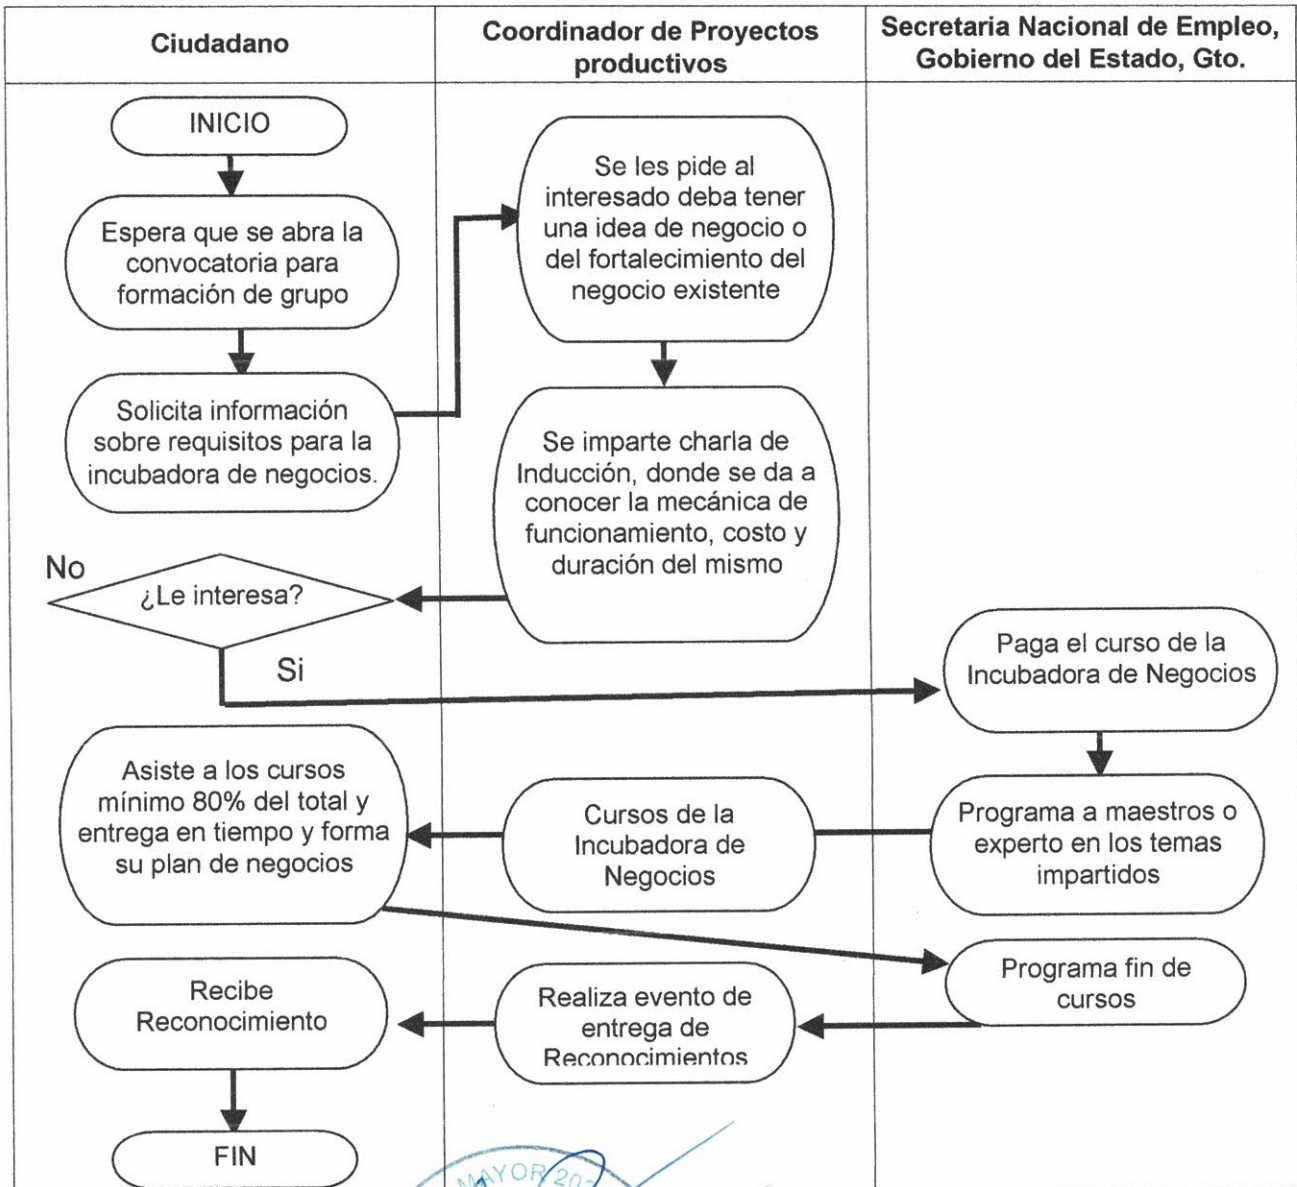 Ciudadano
Coordinador de Proyectos
productivos
Secretaria Nacional de Empleo,
Gobierno del Estado, Gto.
INICIO
Espera que se abra la
convocatoria para
formación de grupo
Solicita información
sobre requisitos para la
incubadora de negocios.
Se les pide al
interesado deba tener
una idea de negocio o
del fortalecimiento del
negocio existente
Se imparte charla de
Inducción, donde se da a
conocer la mecánica de
funcionamiento, costo y
duración del mismo
No
¿Le interesa?
Si
Paga el curso de la
Incubadora de Negocios
Programa a maestros o
experto en los temas
impartidos
Cursos de la
Incubadora de
Negocios
Asiste a los cursos
mínimo 80% del total y
entrega en tiempo y forma
su plan de negocios
Programa fin de
cursos
Realiza evento de
entrega de
Reconocimientos
Recibe
Reconocimiento
FIN
MAYOR